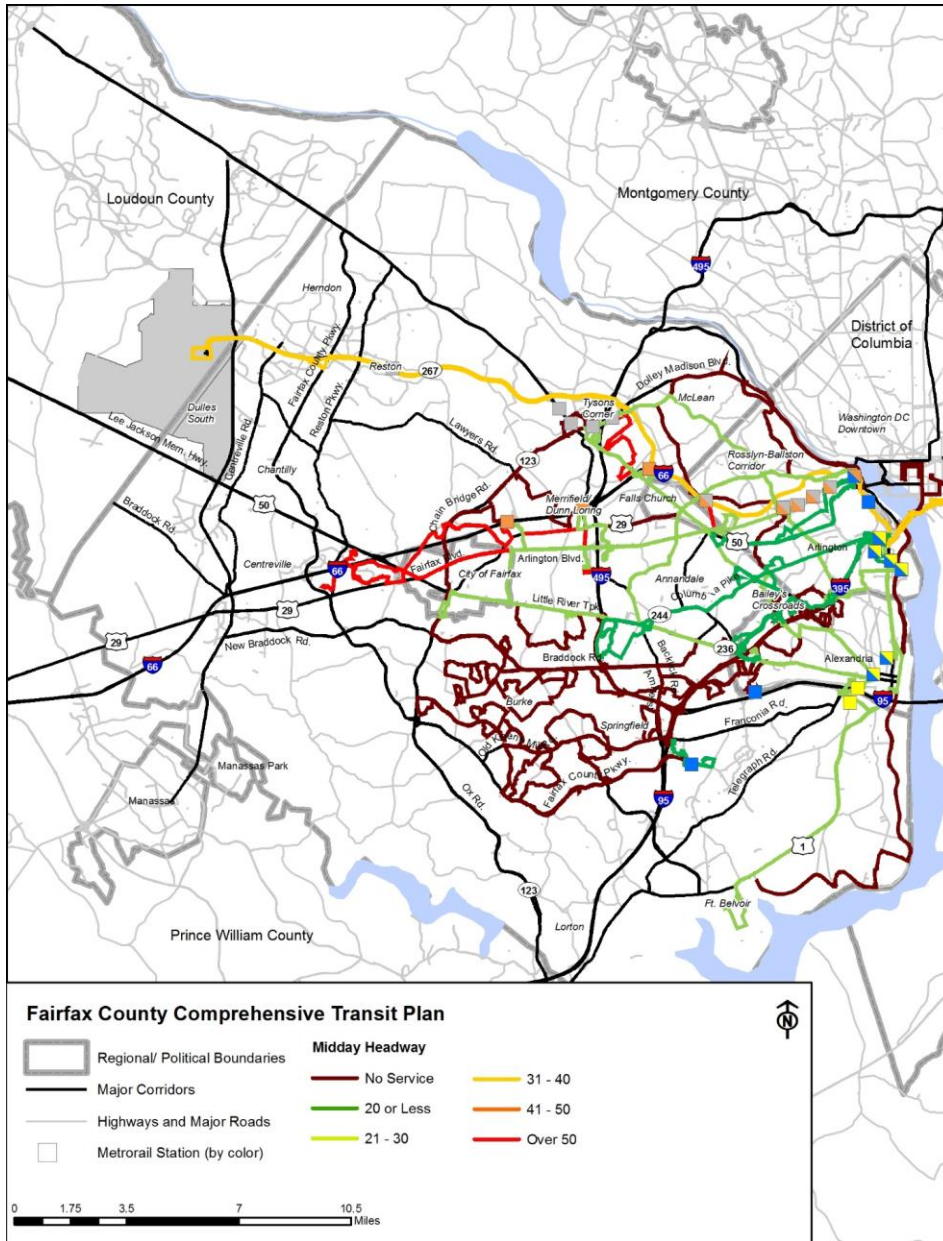 Montgomery County
Loudoun County
495
Herndon
District of
Columbia
Fairfax County Pkwy.
Reston
267
Dolley Madison Blvd.
McLean
Dulles
South
Reston Pkwy.
Tysons
Corner
Washington DC
Downtown
Lee Jackson Mem. Hwy.
Centreville Rd.
Lawyers Rd.
Rosslyn-Ballston
Corridor
Chantilly
123
66
Chain Bridge Rd.
Merrifield/
Dunn Loring
Falls Church
Braddock Rd.
50
29
50
Arlington
Centreville
66
Fairfax Blvd.
Arlington Blvd.
City of Fairfax
495
Annandale
395
Bailey's
Crossroads
29
Little River Tpk.
244
29
New Braddock Rd.
236
66
Braddock Rd.
Alexandria
Burke
95
Springfield
Franconia Rd.
Fairfax County Pkwy.
Telegraph Rd.
Manassas Park
Manassas
Ox Rd.
95
1
123
Ft. Belvoir
Lorton
Prince William County
Fairfax County Comprehensive Transit Plan
N
Regional/ Political Boundaries
Major Corridors
Highways and Major Roads
Metrorail Station (by color)
Midday Headway
No Service
20 or Less
21 - 30
31 - 40
41 - 50
Over 50
0 1.75 3.5 7 10.5
Miles